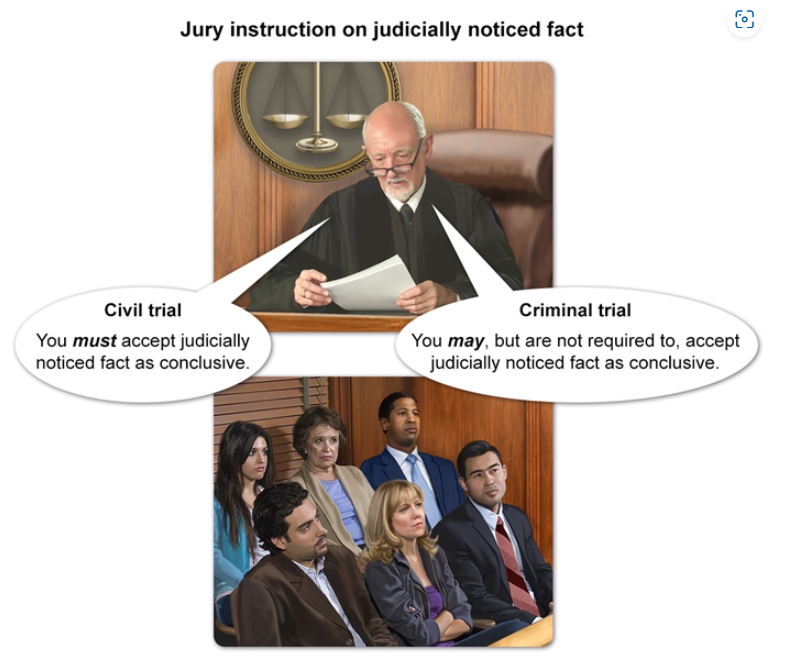 Jury instruction on judicially noticed fact
Civil trial
You must accept judicially
noticed fact as conclusive.
Criminal trial
You may, but are not required to, accept
judicially noticed fact as conclusive.